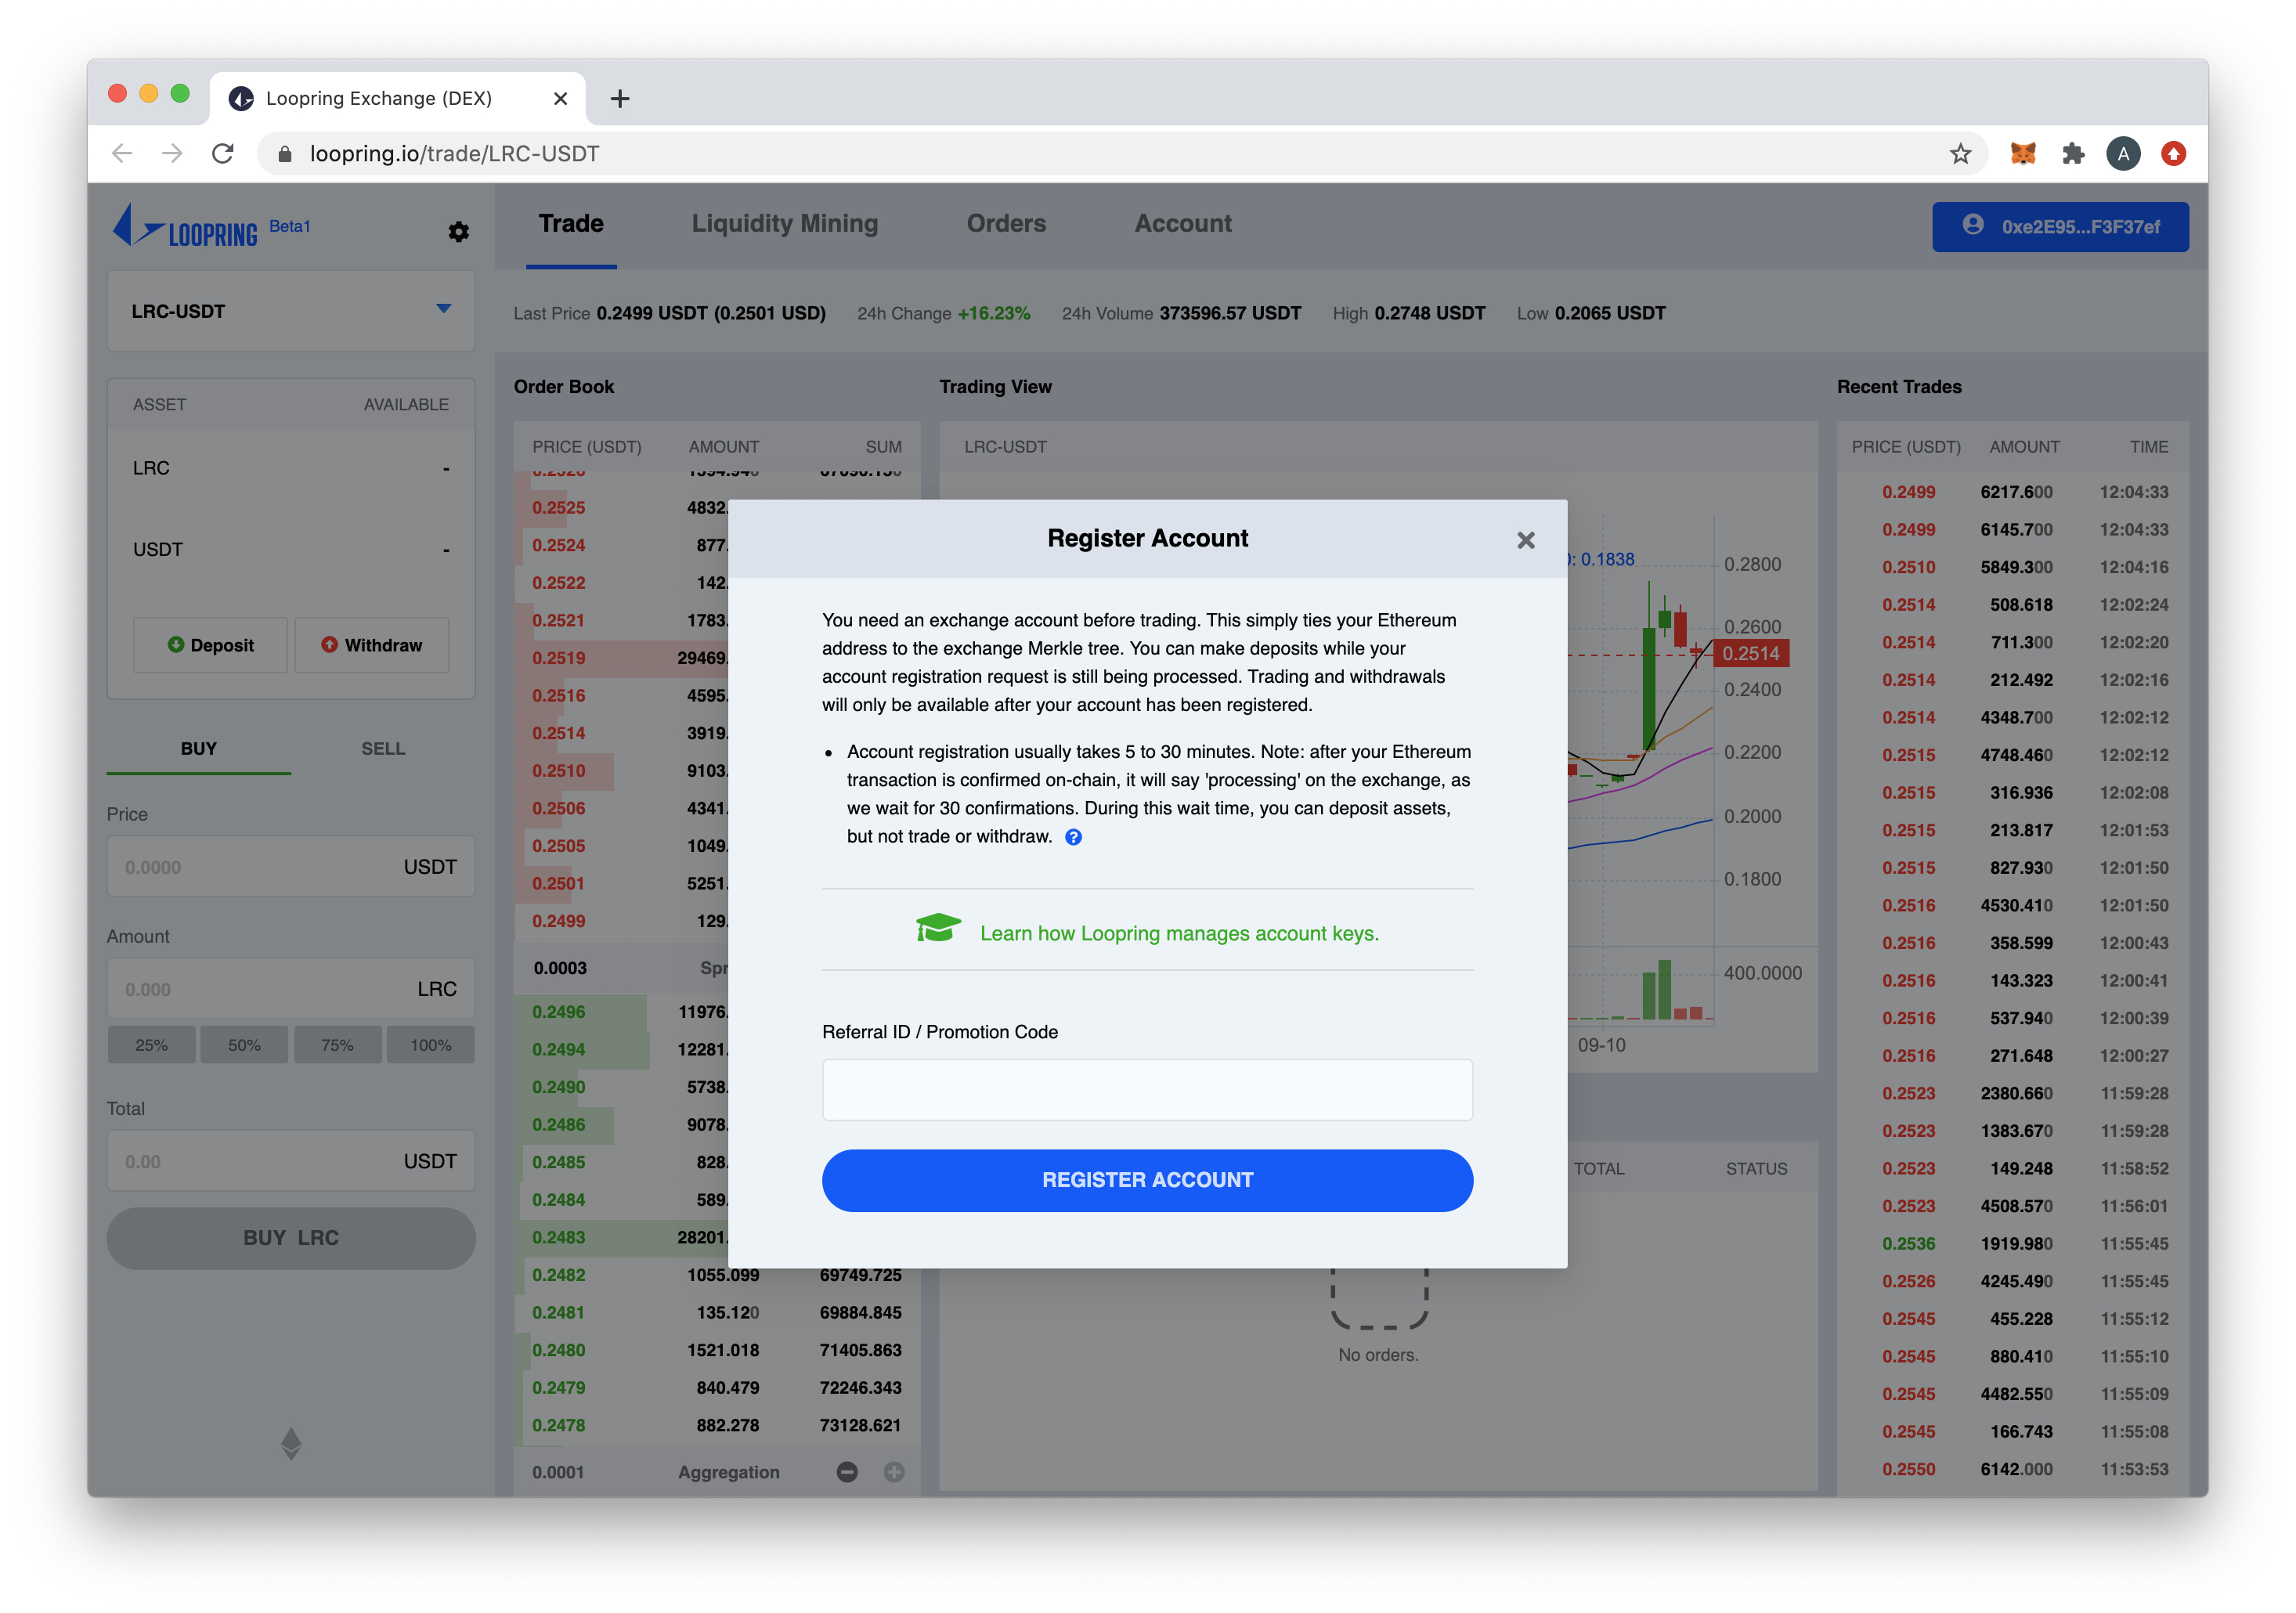 Loopring Exchange (DEX)
loopring.io/trade/LRC-USDT
A
LOOPRING Beta1
Trade Liquidity Mining Orders Account
0xe2E95...F3F37ef
LRC-USDT
Last Price 0.2499 USDT (0.2501 USD) 24h Change +16.23% 24h Volume 373596.57 USDT High 0.2748 USDT Low 0.2065 USDT
ASSET AVAILABLE
LRC -
USDT -
Deposit Withdraw
BUY SELL
Price
0.0000 USDT
Amount
0.000 LRC
25% 50% 75% 100%
Total
0.00 USDT
BUY LRC
Order Book
PRICE (USDT) AMOUNT SUM
0.2525 4832.
0.2524 877.
0.2522 142.
0.2521 1783.
0.2519 29469.
0.2516 4595.
0.2514 3919.
0.2510 9103.
0.2506 4341.
0.2505 1049.
0.2501 5251.
0.2499 129.
0.0003 Spr
0.2496 11976.
0.2494 12281.
0.2490 5738.
0.2486 9078.
0.2485 828.
0.2484 589.
0.2483 28201.
0.2482 1055.099 69749.725
0.2481 135.120 69884.845
0.2480 1521.018 71405.863
0.2479 840.479 72246.343
0.2478 882.278 73128.621
0.0001 Aggregation
Trading View
LRC-USDT
: 0.1838
0.2800
0.2600
0.2514
0.2400
0.2200
0.2000
0.1800
400.0000
09-10
TOTAL STATUS
No orders.
Register Account
You need an exchange account before trading. This simply ties your Ethereum
address to the exchange Merkle tree. You can make deposits while your
account registration request is still being processed. Trading and withdrawals
will only be available after your account has been registered.
• Account registration usually takes 5 to 30 minutes. Note: after your Ethereum
transaction is confirmed on-chain, it will say 'processing' on the exchange, as
we wait for 30 confirmations. During this wait time, you can deposit assets,
but not trade or withdraw. ?
Learn how Loopring manages account keys.
Referral ID / Promotion Code
REGISTER ACCOUNT
Recent Trades
PRICE (USDT) AMOUNT TIME
0.2499 6217.600 12:04:33
0.2499 6145.700 12:04:33
0.2510 5849.300 12:04:16
0.2514 508.618 12:02:24
0.2514 711.300 12:02:20
0.2514 212.492 12:02:16
0.2514 4348.700 12:02:12
0.2515 4748.460 12:02:12
0.2515 316.936 12:02:08
0.2515 213.817 12:01:53
0.2515 827.930 12:01:50
0.2516 4530.410 12:01:50
0.2516 358.599 12:00:43
0.2516 143.323 12:00:41
0.2516 537.940 12:00:39
0.2516 271.648 12:00:27
0.2523 2380.660 11:59:28
0.2523 1383.670 11:59:28
0.2523 149.248 11:58:52
0.2523 4508.570 11:56:01
0.2536 1919.980 11:55:45
0.2526 4245.490 11:55:45
0.2545 455.228 11:55:12
0.2545 880.410 11:55:10
0.2545 4482.550 11:55:09
0.2545 166.743 11:55:08
0.2550 6142.000 11:53:53